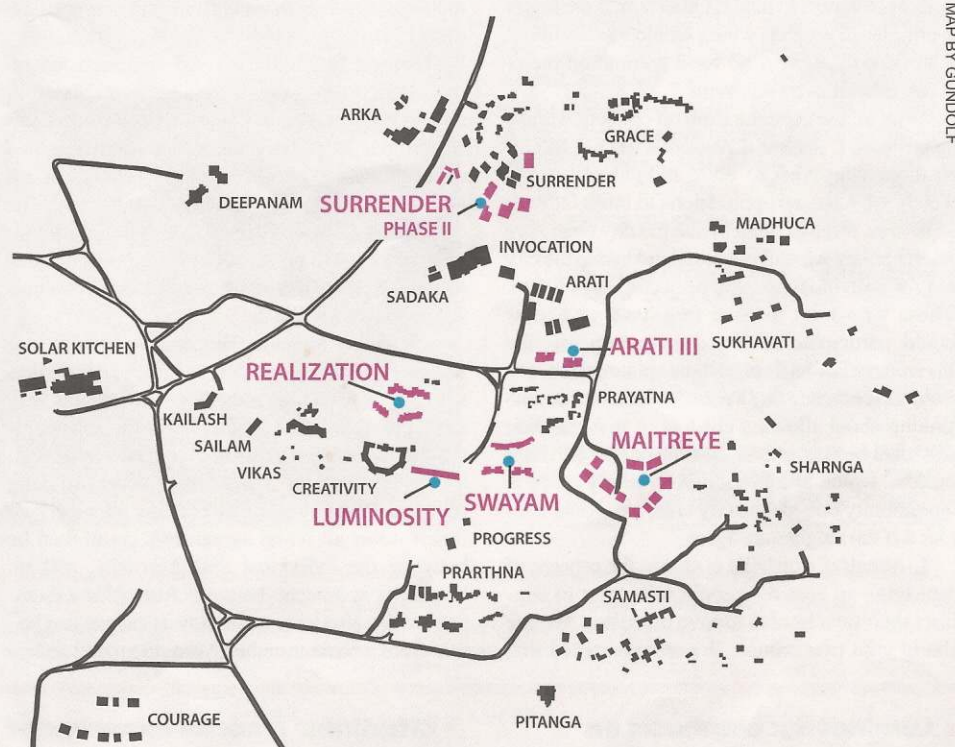 MAP BY GUNDOLF
ARKA
GRACE
DEEPANAM
SURRENDER
SURRENDER
PHASE II
MADHUCA
INVOCATION
ARATI
SADAKA
SUKHAVATI
SOLAR KITCHEN
ARATI III
REALIZATION
PRAYATNA
KAILASH
MAITREYE
SAILAM
SHARNGA
VIKAS
CREATIVITY
SWAYAM
LUMINOSITY
PROGRESS
PRARTHNA
SAMASTI
COURAGE
PITANGA